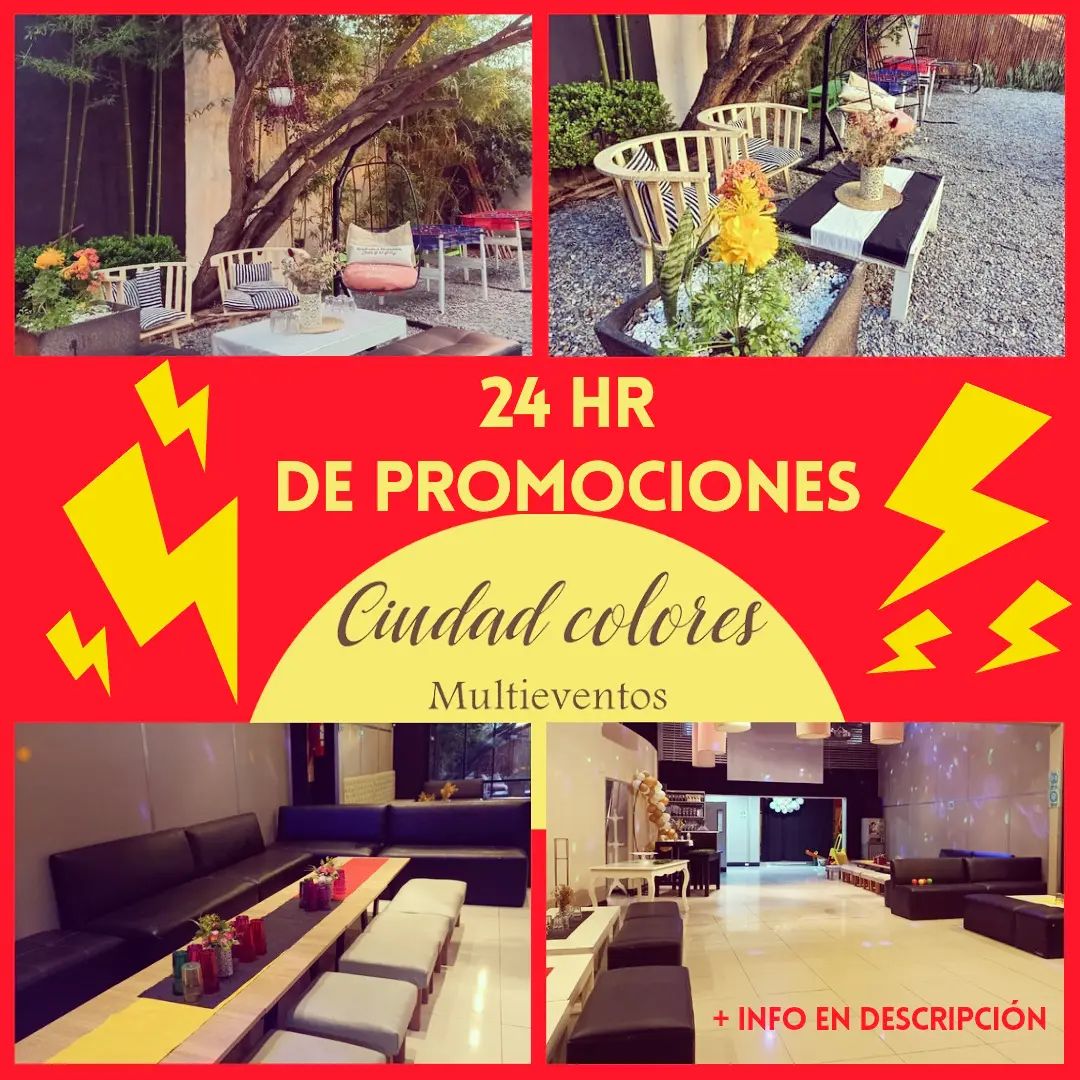 24 HR
DE PROMOCIONES
Ciudad colores
Multieventos
+ INFO EN DESCRIPCIÓN